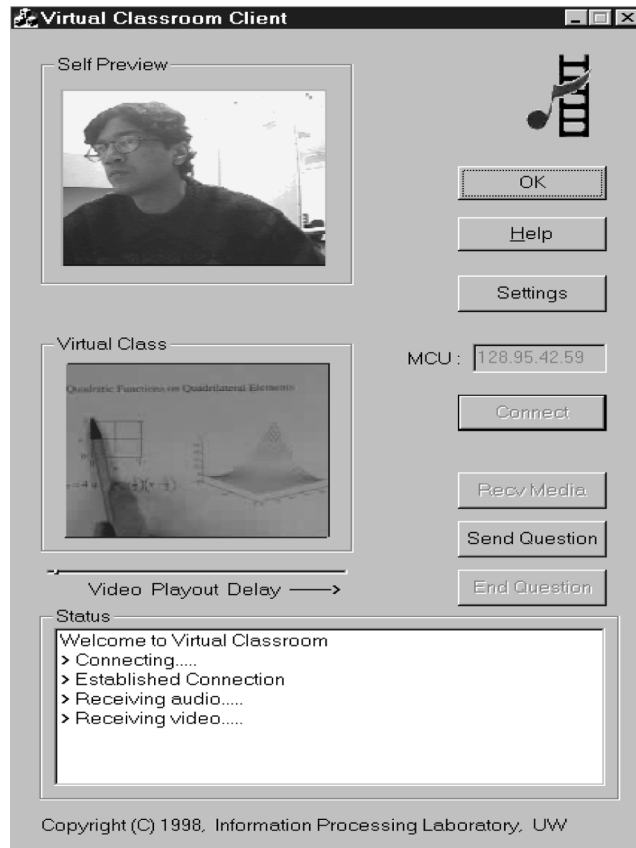 Virtual Classroom Client
Self Preview
OK
Help
Settings
Virtual Class
MCU : 128.95.42.59
Quadratic Functions on Quadrilateral Elements
Connect
Recv Media
Send Question
End Question
Video Playout Delay ——>
Status
Welcome to Virtual Classroom
> Connecting.....
> Established Connection
> Receiving audio.....
> Receiving video.....
Copyright (C) 1998, Information Processing Laboratory, UW